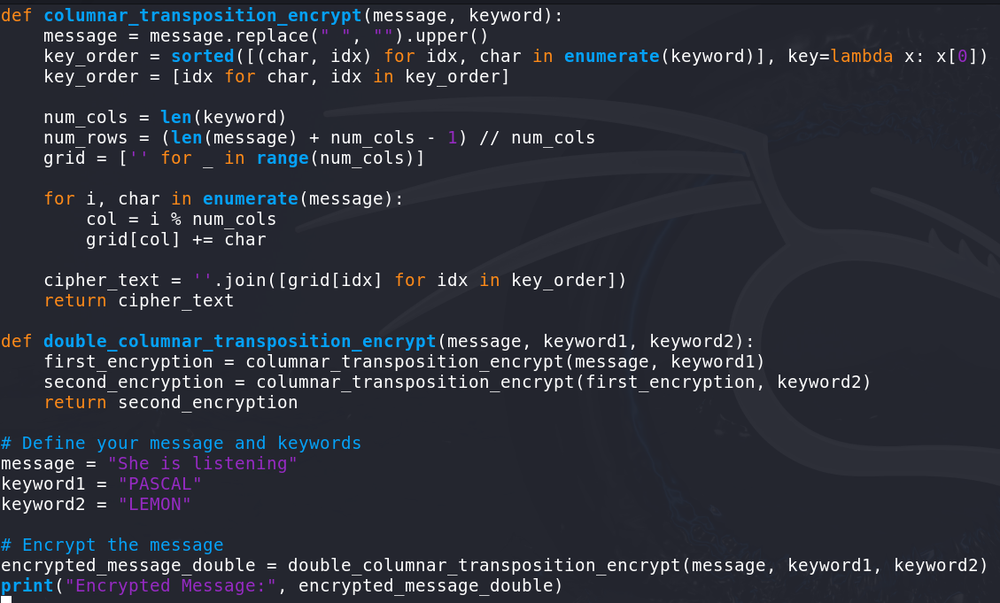 def columnar_transposition_encrypt(message, keyword):
    message = message.replace(" ", "").upper()
    key_order = sorted([(char, idx) for idx, char in enumerate(keyword)], key=lambda x: x[0])
    key_order = [idx for char, idx in key_order]

    num_cols = len(keyword)
    num_rows = (len(message) + num_cols - 1) // num_cols
    grid = ['' for _ in range(num_cols)]

    for i, char in enumerate(message):
        col = i % num_cols
        grid[col] += char

    cipher_text = ''.join([grid[idx] for idx in key_order])
    return cipher_text

def double_columnar_transposition_encrypt(message, keyword1, keyword2):
    first_encryption = columnar_transposition_encrypt(message, keyword1)
    second_encryption = columnar_transposition_encrypt(first_encryption, keyword2)
    return second_encryption

# Define your message and keywords
message = "She is listening"
keyword1 = "PASCAL"
keyword2 = "LEMON"

# Encrypt the message
encrypted_message_double = double_columnar_transposition_encrypt(message, keyword1, keyword2)
print("Encrypted Message:", encrypted_message_double)